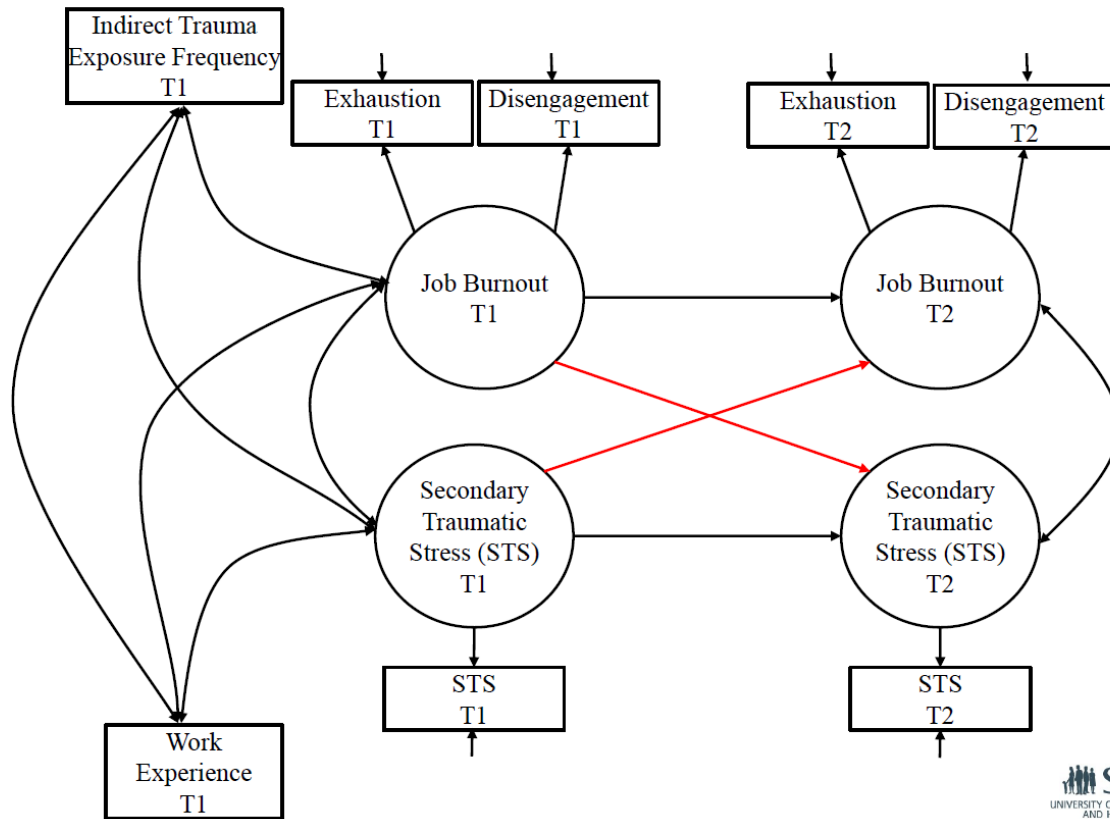 Indirect Trauma
Exposure Frequency
T1
Exhaustion
T1
Disengagement
T1
Exhaustion
T2
Disengagement
T2
Job Burnout
T1
Job Burnout
T2
Secondary
Traumatic
Stress (STS)
T1
Secondary
Traumatic
Stress (STS)
T2
STS
T1
STS
T2
Work
Experience
T1
S
UNIVERSITY
AND